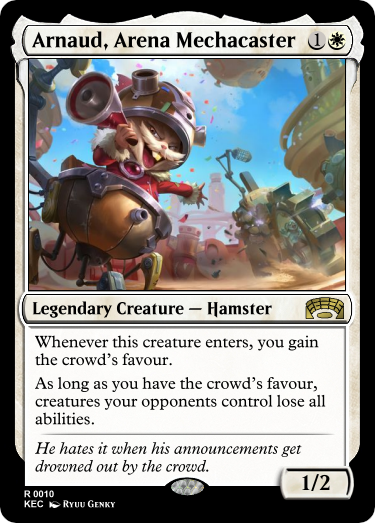 Arnaud, Arena Mechacaster 1
Legendary Creature — Hamster
Whenever this creature enters, you gain
the crowd's favour.
As long as you have the crowd's favour,
creatures your opponents control lose all
abilities.
He hates it when his announcements get
drowned out by the crowd.
1/2
R 0010
KEC Ryuu Genky